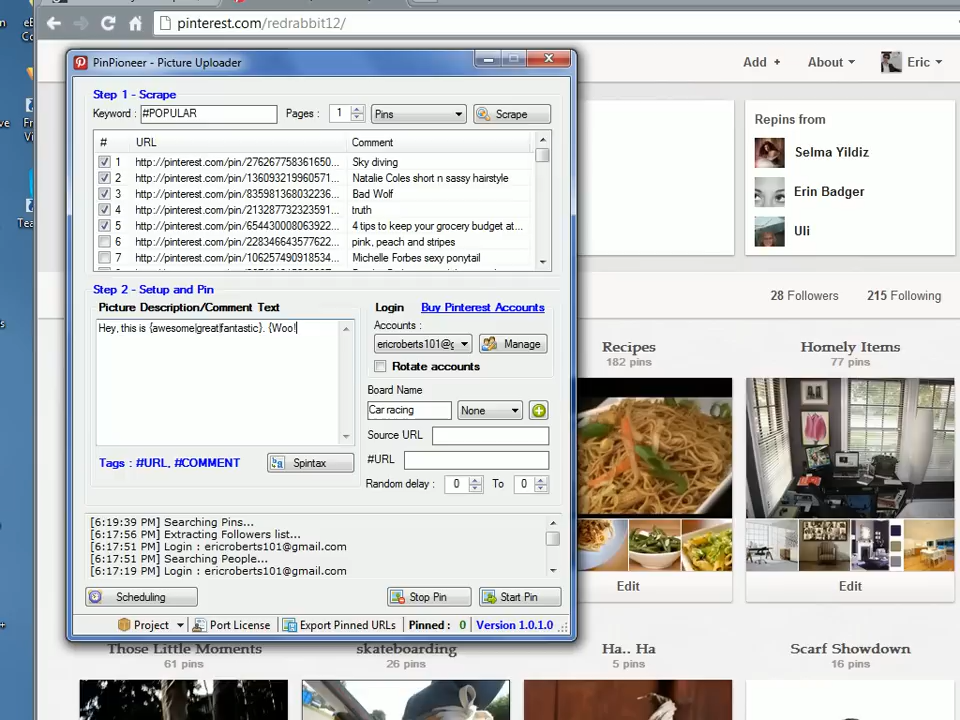 pinterest.com/redrabbit12/
PinPioneer - Picture Uploader
Add +
About
Eric
Step 1 - Scrape
Keyword : #POPULAR Pages : 1 Pins Scrape
# URL Comment
1 http://pinterest.com/pin/276267758361650... Sky diving
2 http://pinterest.com/pin/136093219960571... Natalie Coles short n sassy hairstyle
3 http://pinterest.com/pin/835981368032236... Bad Wolf
4 http://pinterest.com/pin/213287732323591... truth
5 http://pinterest.com/pin/654430008063922... 4 tips to keep your grocery budget at...
6 http://pinterest.com/pin/228346643577622... pink, peach and stripes
7 http://pinterest.com/pin/106257490918534... Michelle Forbes sexy ponytail
Repins from
Selma Yildiz
Erin Badger
Uli
Step 2 - Setup and Pin
Picture Description/Comment Text
Hey, this is {awesome|great|fantastic}. {Woo!
Tags : #URL, #COMMENT
Spintax
Login Buy Pinterest Accounts
Accounts :
ericroberts101@g Manage
Rotate accounts
Board Name
Car racing None
Source URL
#URL
Random delay : 0 To 0
28 Followers 215 Following
[6:19:39 PM] Searching Pins...
[6:17:56 PM] Extracting Followers list...
[6:17:51 PM] Login : ericroberts101@gmail.com
[6:17:51 PM] Searching People...
[6:17:19 PM] Login : ericroberts101@gmail.com
Scheduling Stop Pin Start Pin
Project Port License Export Pinned URLs Pinned : 0 Version 1.0.1.0
Recipes
182 pins
Homely Items
77 pins
Edit
Edit
Those Little Moments
61 pins
skateboarding
26 pins
Ha.. Ha
5 pins
Scarf Showdown
16 pins